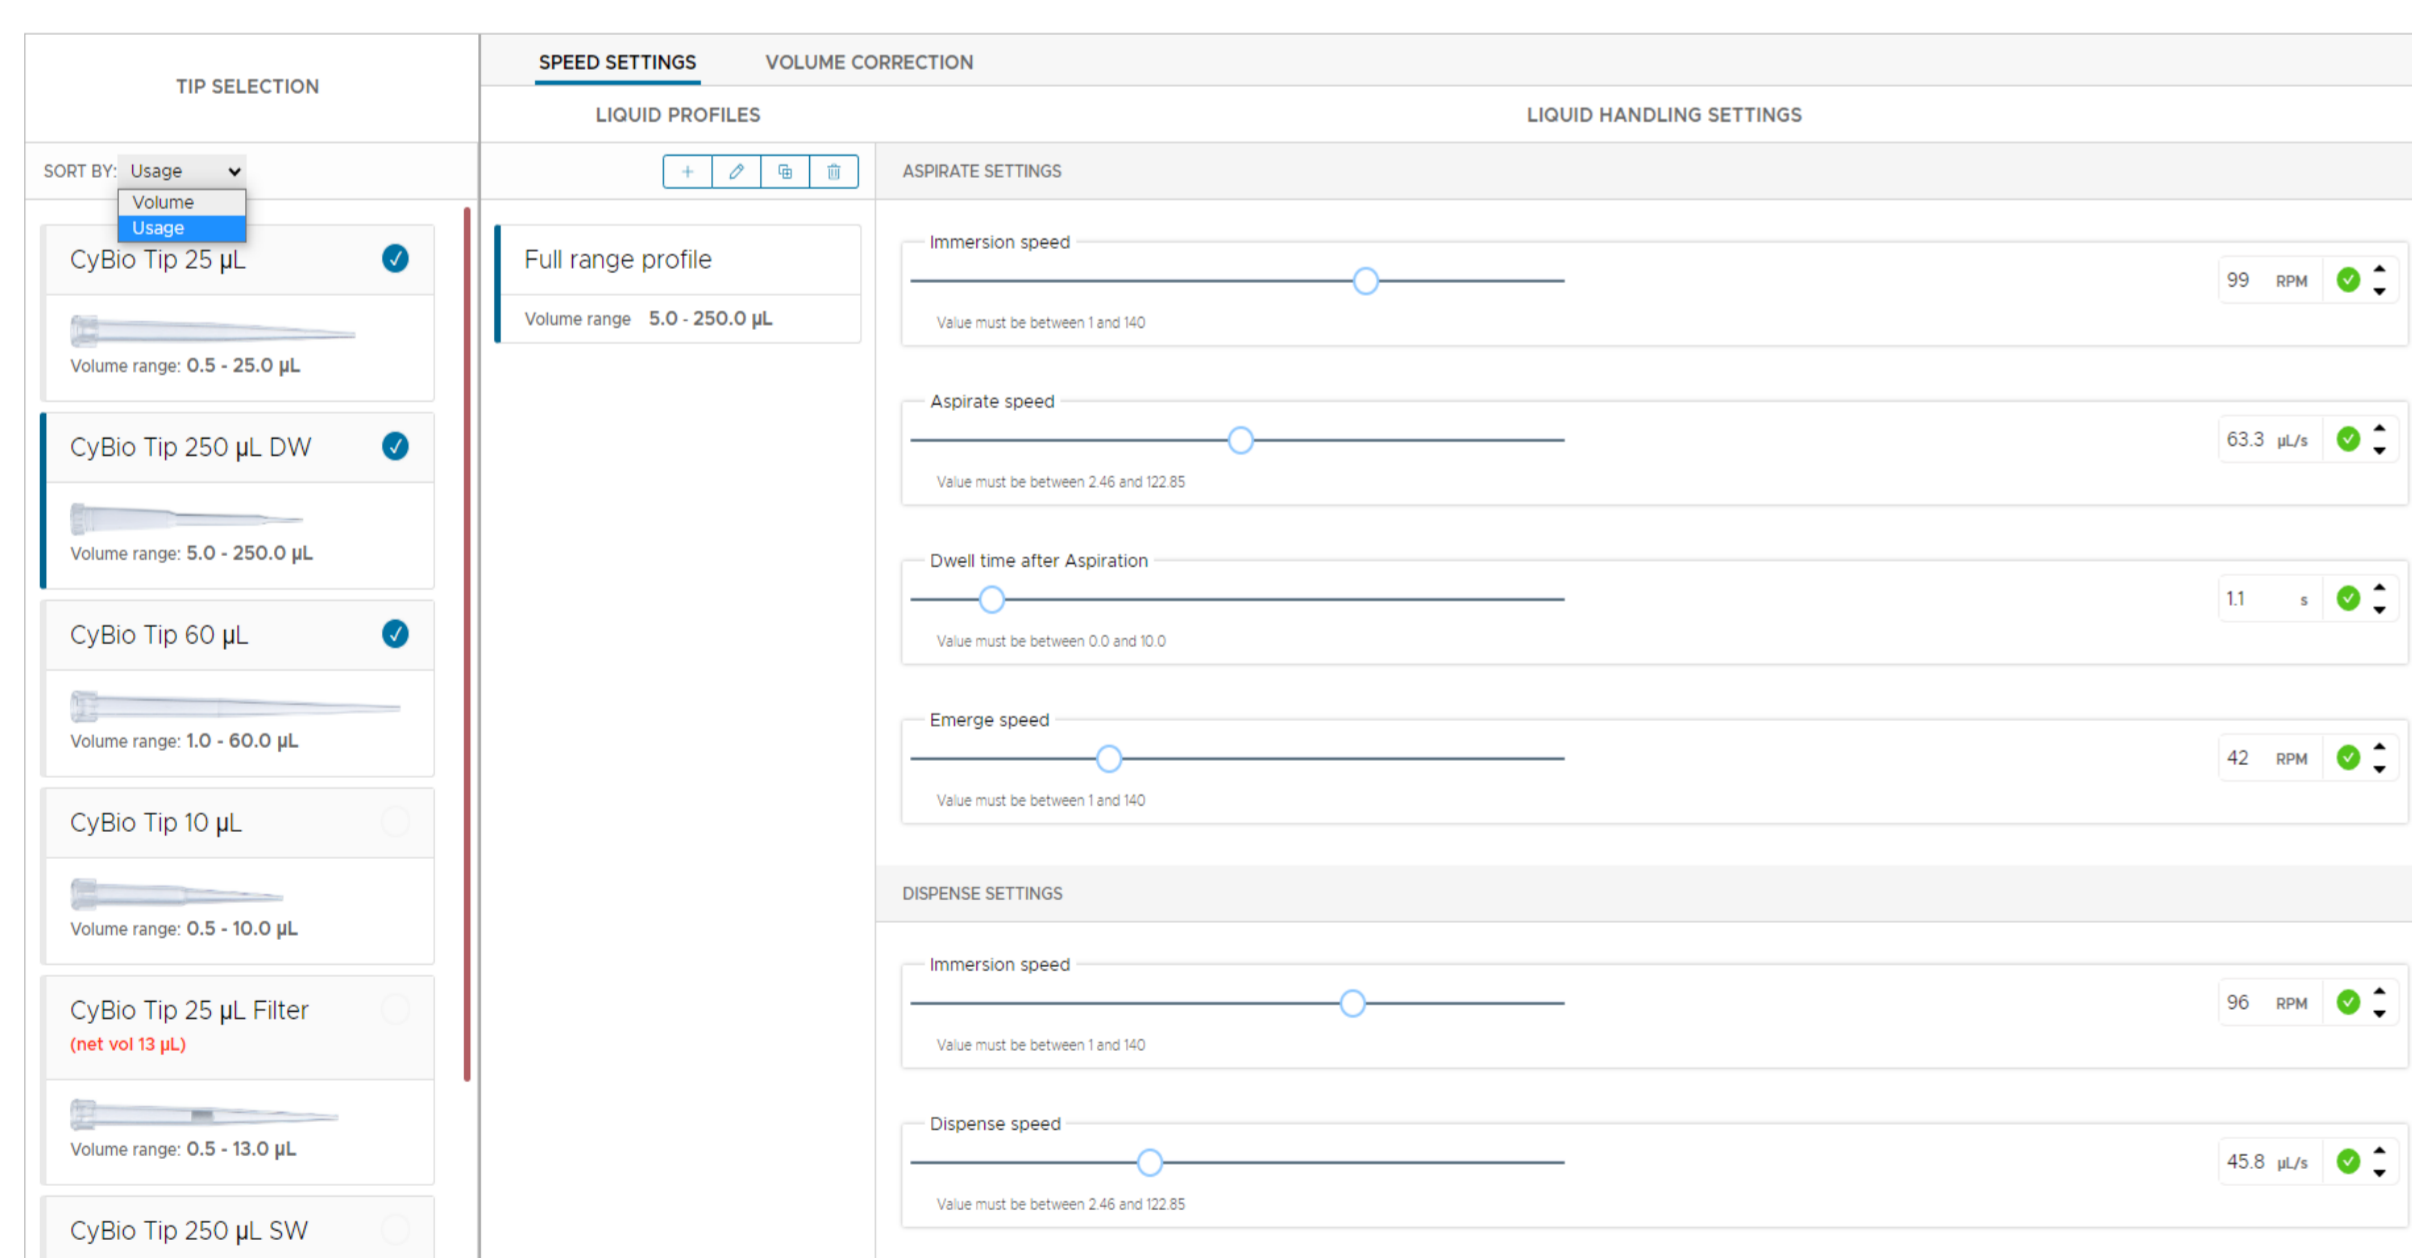 TIP SELECTION
SORT BY: Usage
Volume
Usage
CyBio Tip 25 µL
Volume range: 0.5 - 25.0 µL
CyBio Tip 250 µL DW
Volume range: 5.0 - 250.0 µL
CyBio Tip 60 µL
Volume range: 1.0 - 60.0 µL
CyBio Tip 10 µL
Volume range: 0.5 - 10.0 µL
CyBio Tip 25 µL Filter
(net vol 13 µL)
Volume range: 0.5 - 13.0 µL
CyBio Tip 250 µL SW
SPEED SETTINGS VOLUME CORRECTION
LIQUID PROFILES
Full range profile
Volume range 5.0 - 250.0 µL
LIQUID HANDLING SETTINGS
ASPIRATE SETTINGS
Immersion speed
99 RPM
Value must be between 1 and 140
Aspirate speed
63.3 µL/s
Value must be between 2.46 and 122.85
Dwell time after Aspiration
1.1 s
Value must be between 0.0 and 10.0
Emerge speed
42 RPM
Value must be between 1 and 140
DISPENSE SETTINGS
Immersion speed
96 RPM
Value must be between 1 and 140
Dispense speed
45.8 µL/s
Value must be between 2.46 and 122.85